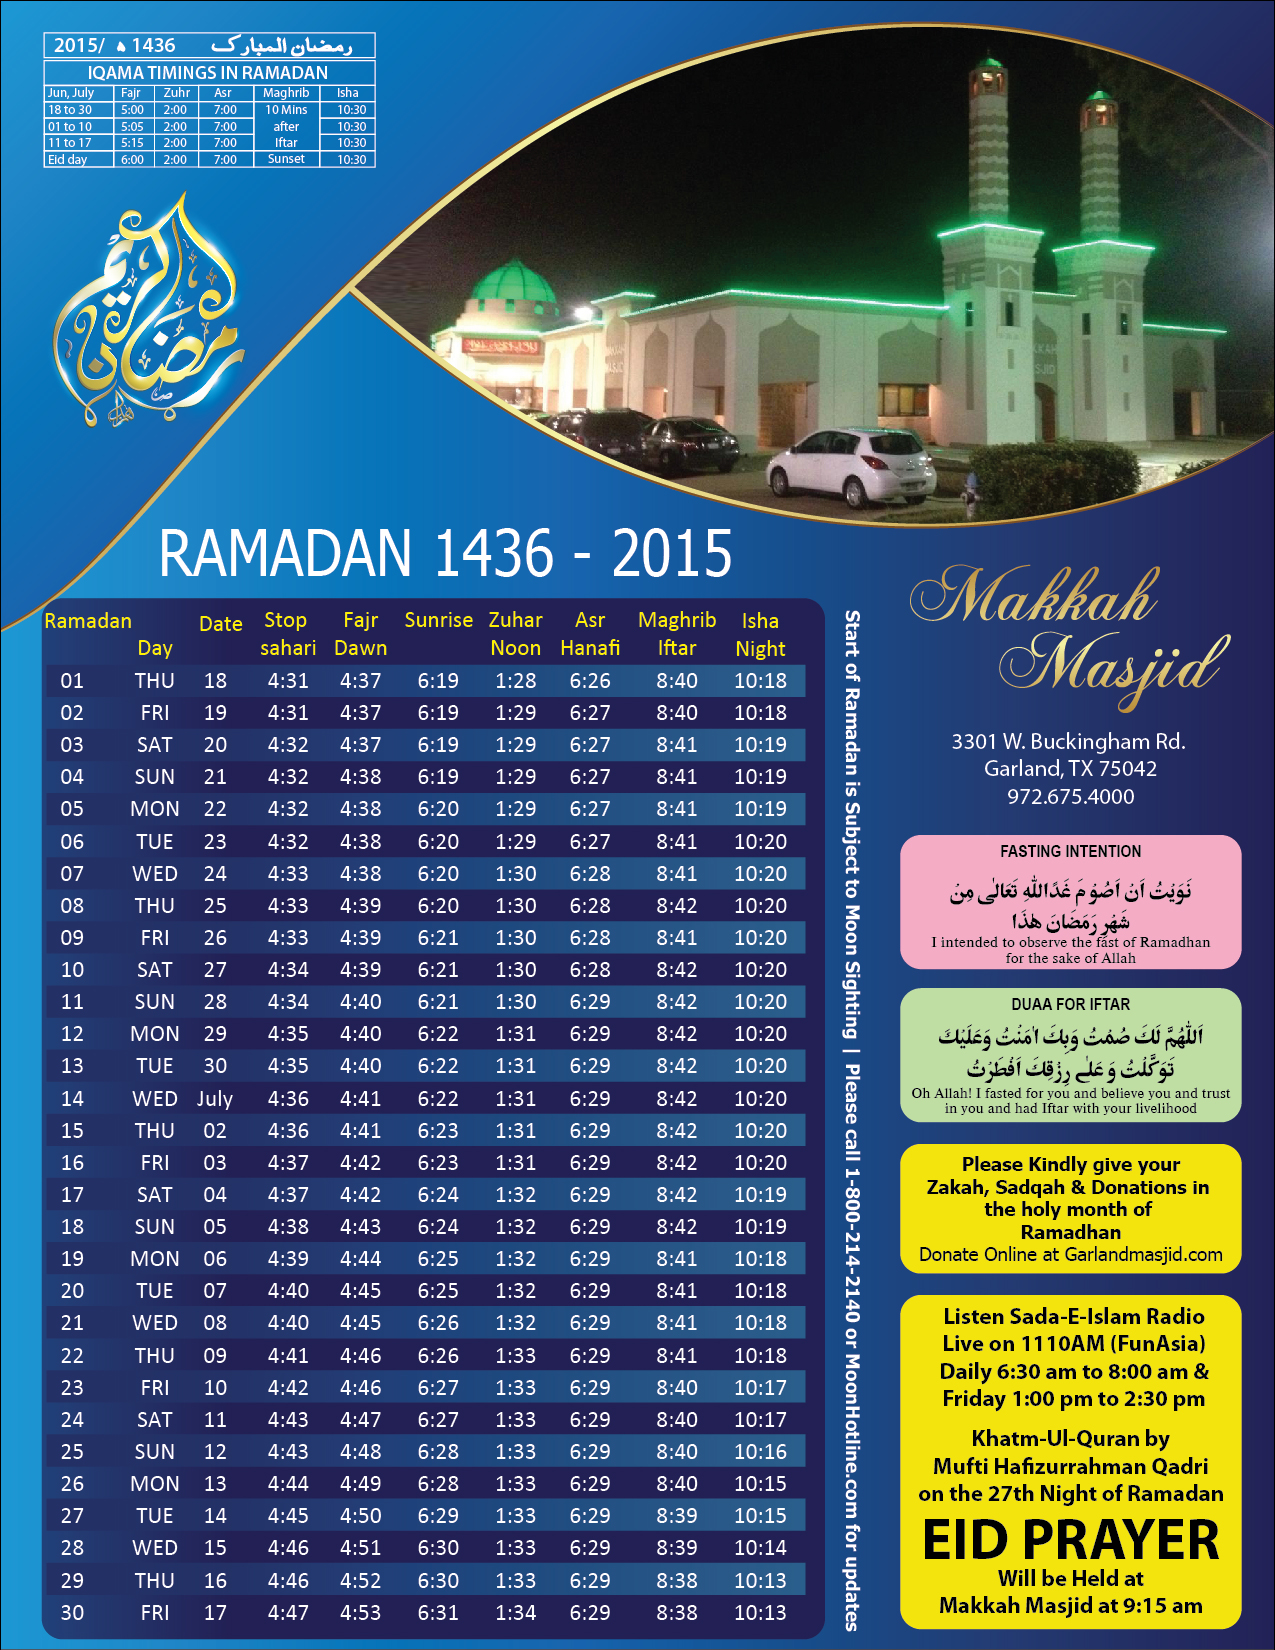 2015/ ھ 1436 رمضان المبارک
IQAMA TIMINGS IN RAMADAN
Jun, July Fajr Zuhr Asr Maghrib Isha
18 to 30 5:00 2:00 7:00 10 Mins 10:30
01 to 10 5:05 2:00 7:00 after 10:30
11 to 17 5:15 2:00 7:00 Iftar 10:30
Eid day 6:00 2:00 7:00 Sunset 10:30
رمضان كريم
RAMADAN 1436 - 2015
Ramadan Day Date Stop sahari Fajr Dawn Sunrise Zuhar Noon Asr Hanafi Maghrib Iftar Isha Night
01 THU 18 4:31 4:37 6:19 1:28 6:26 8:40 10:18
02 FRI 19 4:31 4:37 6:19 1:29 6:27 8:40 10:18
03 SAT 20 4:32 4:37 6:19 1:29 6:27 8:41 10:19
04 SUN 21 4:32 4:38 6:19 1:29 6:27 8:41 10:19
05 MON 22 4:32 4:38 6:20 1:29 6:27 8:41 10:19
06 TUE 23 4:32 4:38 6:20 1:29 6:27 8:41 10:20
07 WED 24 4:33 4:38 6:20 1:30 6:28 8:41 10:20
08 THU 25 4:33 4:39 6:20 1:30 6:28 8:42 10:20
09 FRI 26 4:33 4:39 6:21 1:30 6:28 8:41 10:20
10 SAT 27 4:34 4:39 6:21 1:30 6:28 8:42 10:20
11 SUN 28 4:34 4:40 6:21 1:30 6:29 8:42 10:20
12 MON 29 4:35 4:40 6:22 1:31 6:29 8:42 10:20
13 TUE 30 4:35 4:40 6:22 1:31 6:29 8:42 10:20
14 WED July 4:36 4:41 6:22 1:31 6:29 8:42 10:20
15 THU 02 4:36 4:41 6:23 1:31 6:29 8:42 10:20
16 FRI 03 4:37 4:42 6:23 1:31 6:29 8:42 10:20
17 SAT 04 4:37 4:42 6:24 1:32 6:29 8:42 10:19
18 SUN 05 4:38 4:43 6:24 1:32 6:29 8:42 10:19
19 MON 06 4:39 4:44 6:25 1:32 6:29 8:41 10:18
20 TUE 07 4:40 4:45 6:25 1:32 6:29 8:41 10:18
21 WED 08 4:40 4:45 6:26 1:32 6:29 8:41 10:18
22 THU 09 4:41 4:46 6:26 1:33 6:29 8:41 10:18
23 FRI 10 4:42 4:46 6:27 1:33 6:29 8:40 10:17
24 SAT 11 4:43 4:47 6:27 1:33 6:29 8:40 10:17
25 SUN 12 4:43 4:48 6:28 1:33 6:29 8:40 10:16
26 MON 13 4:44 4:49 6:28 1:33 6:29 8:40 10:15
27 TUE 14 4:45 4:50 6:29 1:33 6:29 8:39 10:15
28 WED 15 4:46 4:51 6:30 1:33 6:29 8:39 10:14
29 THU 16 4:46 4:52 6:30 1:33 6:29 8:38 10:13
30 FRI 17 4:47 4:53 6:31 1:34 6:29 8:38 10:13
Start of Ramadan is Subject to Moon Sighting | Please call 1-800-214-2140 or MoonHotline.com for updates
Makkah
Masjid
3301 W. Buckingham Rd.
Garland, TX 75042
972.675.4000
FASTING INTENTION
نَوَيْتُ اَنْ اَصُوْمَ غَدًالِلّٰهِ تَعَالٰى مِنْ
شَهْرِ رَمَضَانَ هٰذَا
I intended to observe the fast of Ramadhan
for the sake of Allah
DUAA FOR IFTAR
اَللّٰهُمَّ لَكَ صُمْتُ وَبِكَ اٰمَنْتُ وَعَلَيْكَ
تَوَكَّلْتُ وَ عَلٰى رِزْقِكَ اَفْطَرْتُ
Oh Allah! I fasted for you and believe you and trust
in you and had Iftar with your livelihood
Please Kindly give your
Zakah, Sadqah & Donations in
the holy month of
Ramadhan
Donate Online at Garlandmasjid.com
Listen Sada-E-Islam Radio
Live on 1110AM (FunAsia)
Daily 6:30 am to 8:00 am &
Friday 1:00 pm to 2:30 pm
Khatm-Ul-Quran by
Mufti Hafizurrahman Qadri
on the 27th Night of Ramadan
EID PRAYER
Will be Held at
Makkah Masjid at 9:15 am